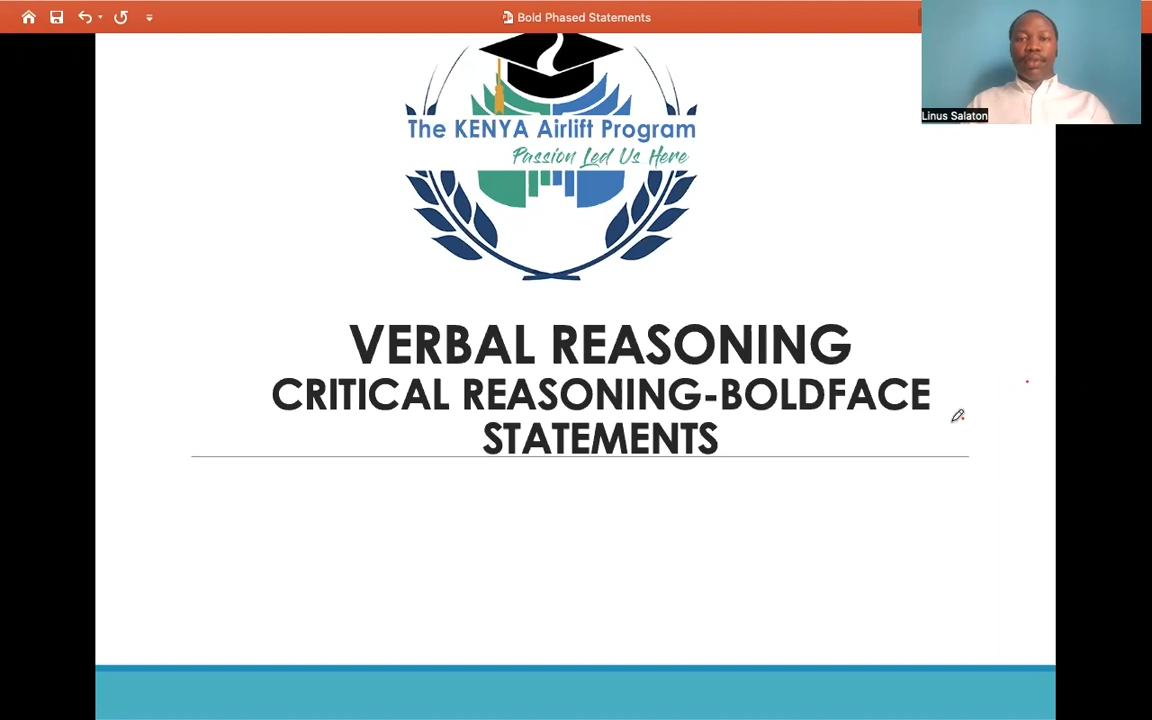 Bold Phased Statements
Linus Salaton
The KENYA Airlift Program
Passion Led Us Here
VERBAL REASONING
CRITICAL REASONING-BOLDFACE
STATEMENTS